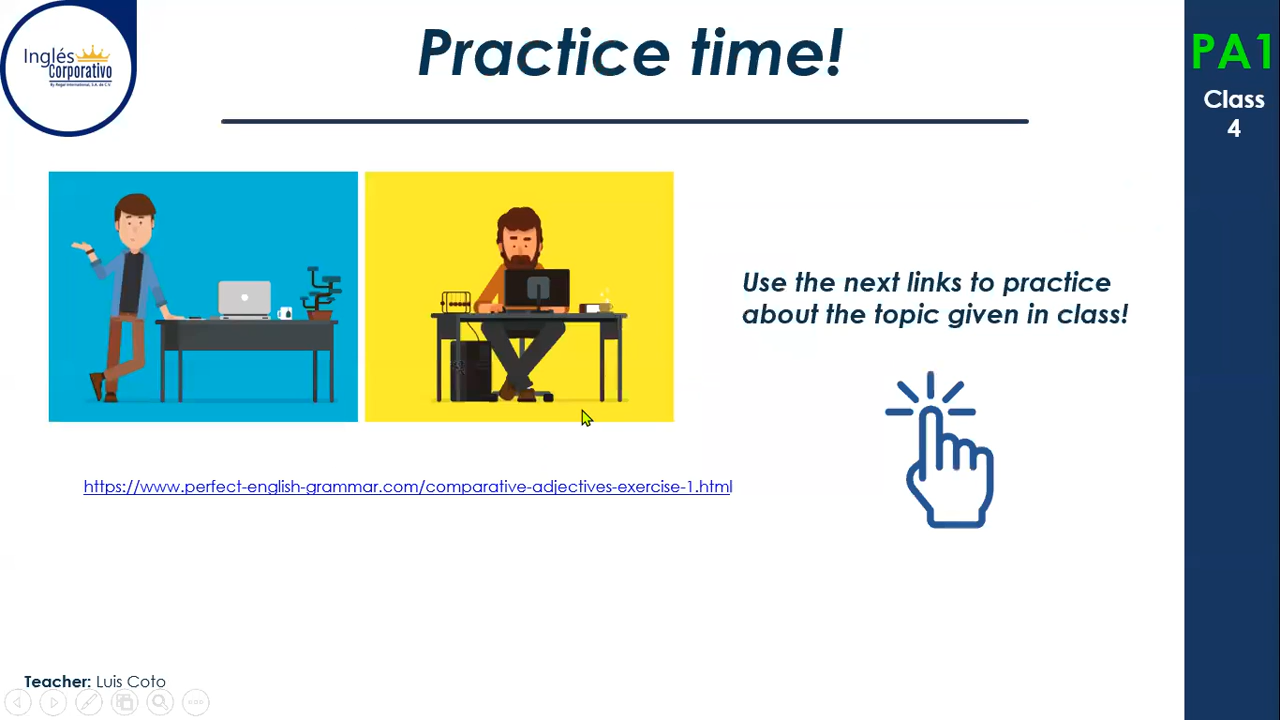 Inglés
Corporativo
By Regal International, S.A. de C.V.
Practice time!
PA1
Class
4
Use the next links to practice
about the topic given in class!
https://www.perfect-english-grammar.com/comparative-adjectives-exercise-1.html
Teacher: Luis Coto